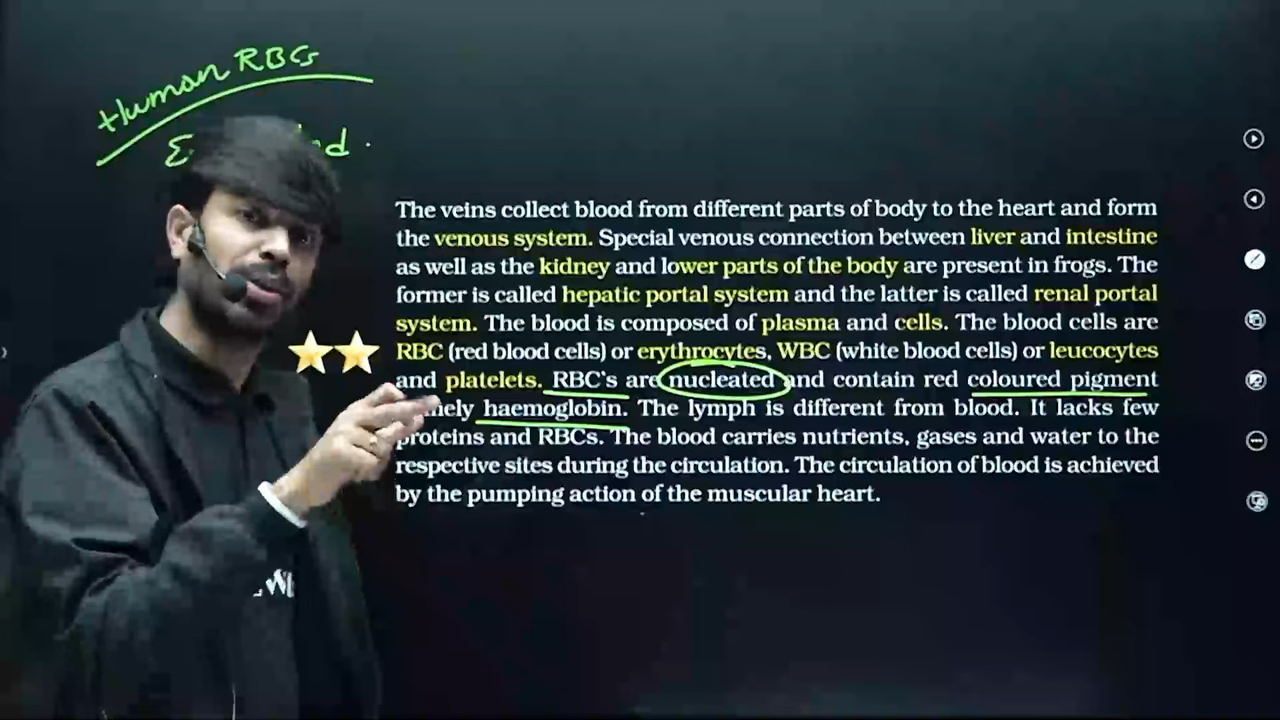 Human RBCs
The veins collect blood from different parts of body to the heart and form
the venous system. Special venous connection between liver and intestine
as well as the kidney and lower parts of the body are present in frogs. The
former is called hepatic portal system and the latter is called renal portal
system. The blood is composed of plasma and cells. The blood cells are
RBC (red blood cells) or erythrocytes, WBC (white blood cells) or leucocytes
and platelets. RBC's are nucleated and contain red coloured pigment
haemoglobin. The lymph is different from blood. It lacks few
proteins and RBCs. The blood carries nutrients, gases and water to the
respective sites during the circulation. The circulation of blood is achieved
by the pumping action of the muscular heart.